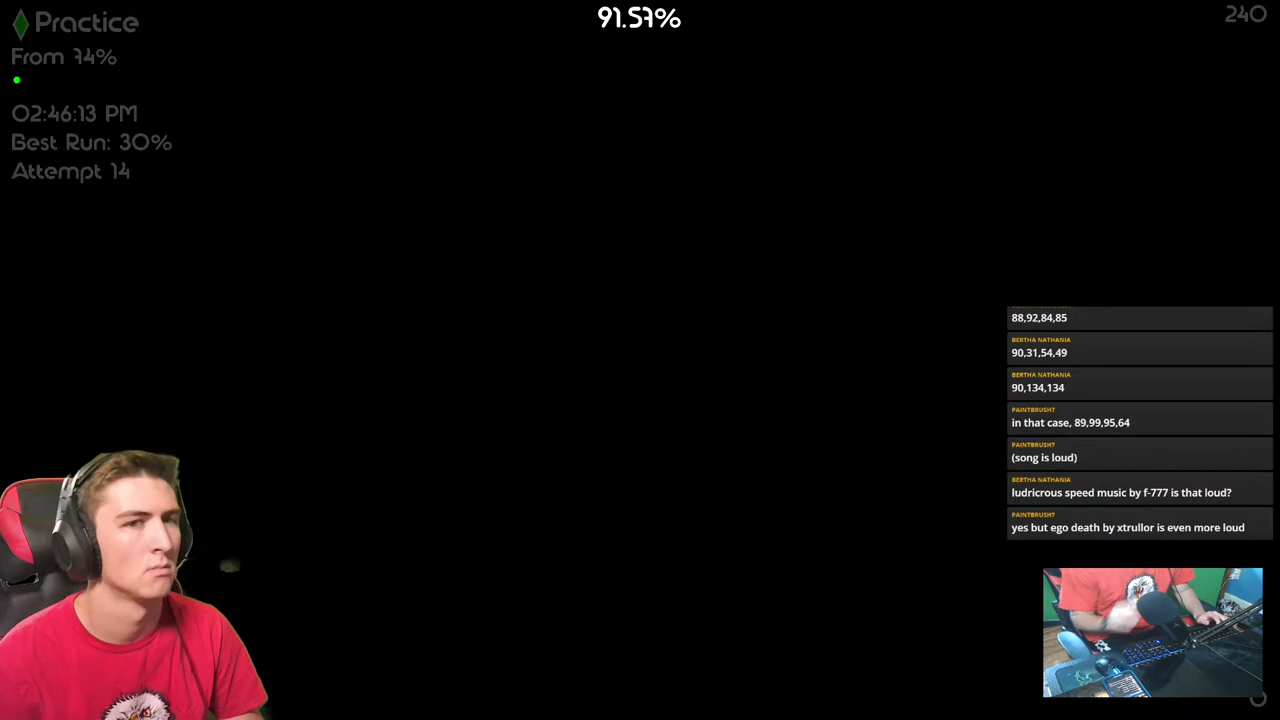 Practice
91.57%
240
From 74%
02:46:13 PM
Best Run: 30%
Attempt 14
88,92,84,85
BERTHA NATHANIA
90,31,54,49
BERTHA NATHANIA
90,134,134
PAINTBRUSH7
in that case, 89,99,95,64
PAINTBRUSH7
(song is loud)
BERTHA NATHANIA
ludricrous speed music by f-777 is that loud?
PAINTBRUSH7
yes but ego death by xtrullor is even more loud
0